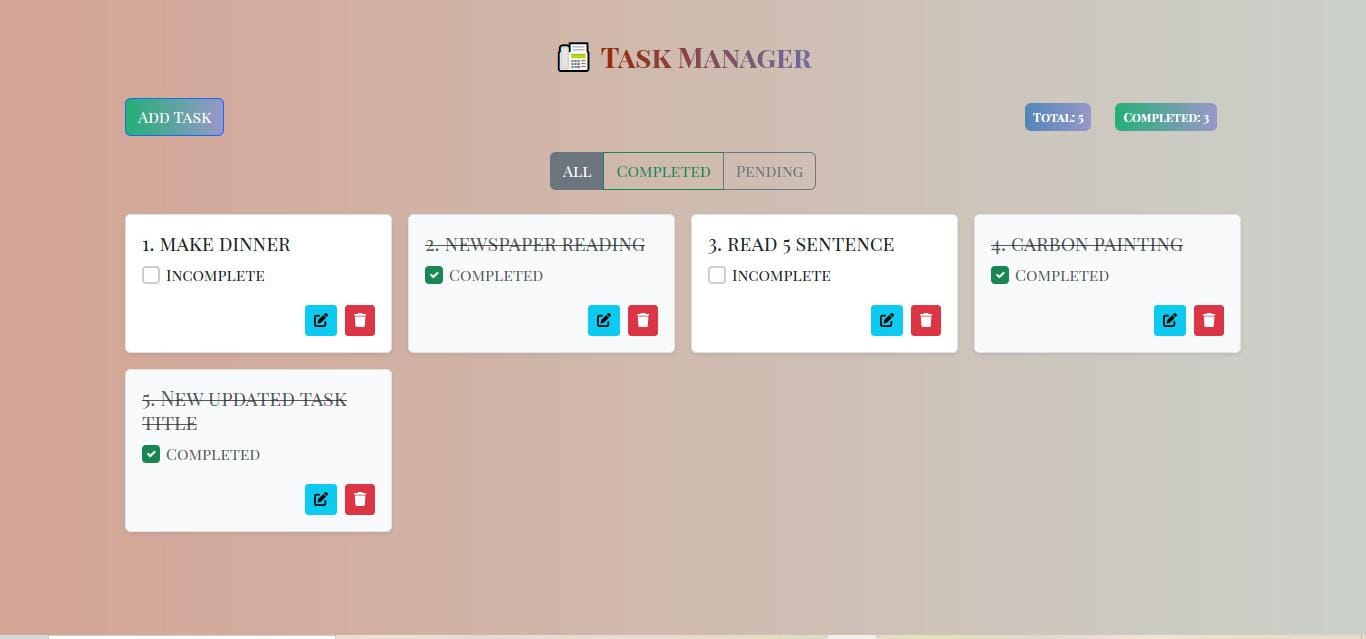 Task Manager
Add Task
Total: 5
Completed: 3
All
Completed
Pending
1. MAKE DINNER
Incomplete
2. NEWSPAPER READING
Completed
3. READ 5 SENTENCE
Incomplete
4. CARBON PAINTING
Completed
5. New updated task
title
Completed